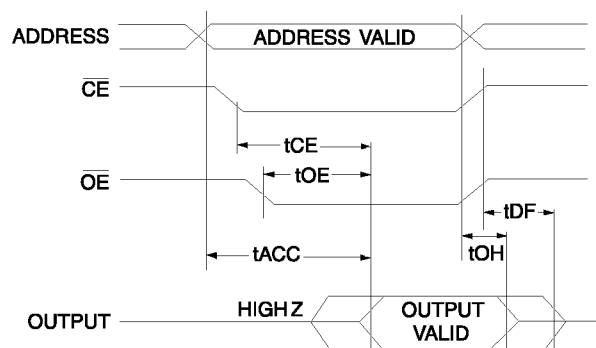 ADDRESS
ADDRESS VALID
CE
tCE
OE
tOE
tDF
tACC
tOH
OUTPUT
HIGH Z
OUTPUT
VALID